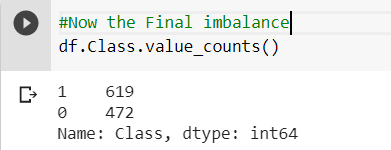 #Now the Final imbalance
df.Class.value_counts()
1    619
0    472
Name: Class, dtype: int64